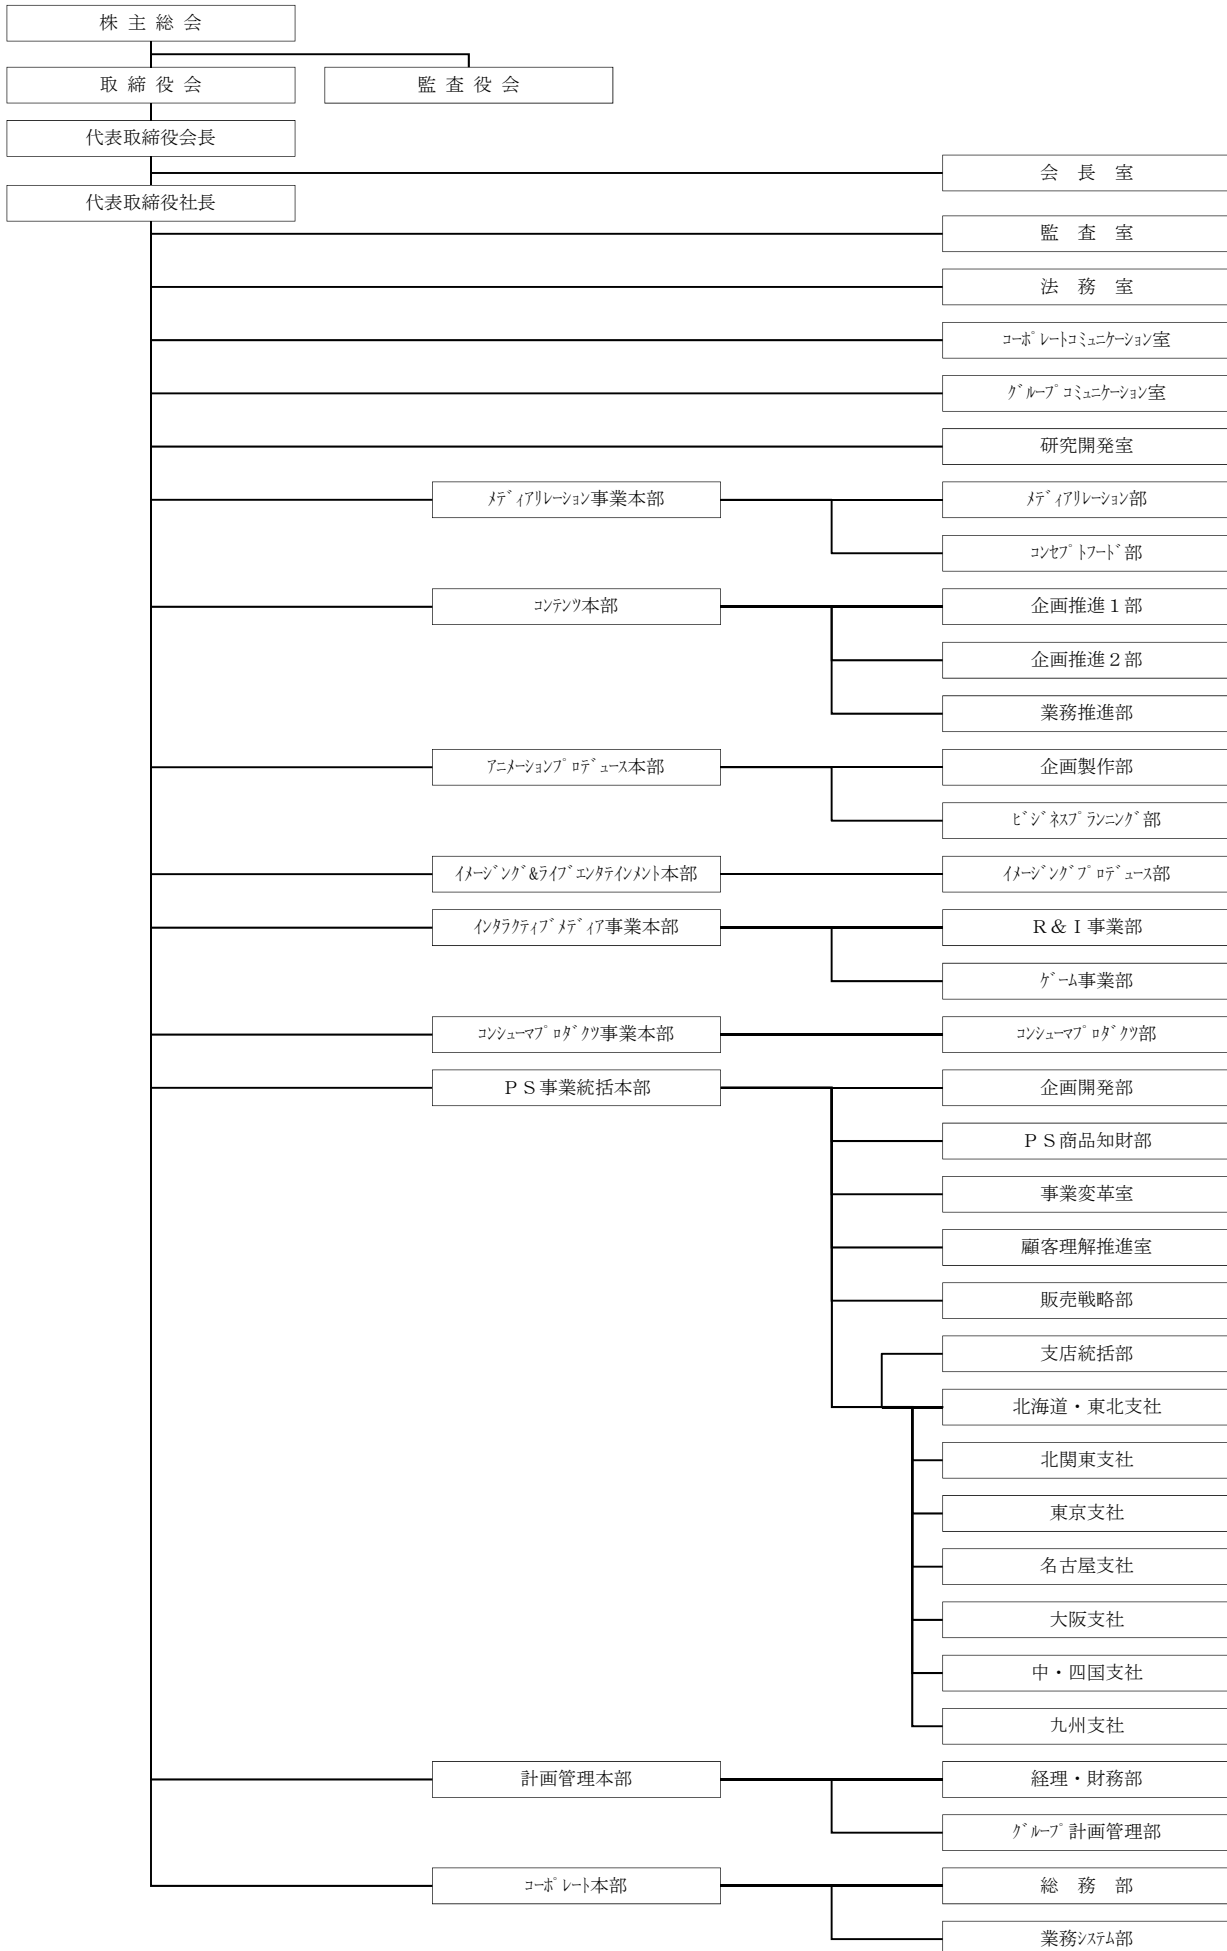 株 主 総 会
取 締 役 会
監 査 役 会
代表取締役会長
会 長 室
代表取締役社長
監 査 室
法 務 室
ｺｰﾎﾟﾚｰﾄｺﾐｭﾆｹｰｼｮﾝ室
ｸﾞﾙｰﾌﾟｺﾐｭﾆｹｰｼｮﾝ室
研究開発室
ﾒﾃﾞｨｱﾘﾚｰｼｮﾝ事業本部
ﾒﾃﾞｨｱﾘﾚｰｼｮﾝ部
ｺﾝｾﾌﾟﾄﾌｰﾄﾞ部
ｺﾝﾃﾝﾂ本部
企画推進１部
企画推進２部
業務推進部
ｱﾆﾒｰｼｮﾝﾌﾟﾛﾃﾞｭｰｽ本部
企画製作部
ﾋﾞｼﾞﾈｽﾌﾟﾗﾝﾆﾝｸﾞ部
ｲﾒｰｼﾞﾝｸﾞ&ﾗｲﾌﾞｴﾝﾀﾃｲﾝﾒﾝﾄ本部
ｲﾒｰｼﾞﾝｸﾞﾌﾟﾛﾃﾞｭｰｽ部
ｲﾝﾀﾗｸﾃｨﾌﾞﾒﾃﾞｨｱ事業本部
Ｒ＆Ｉ事業部
ｹﾞｰﾑ事業部
ｺﾝｼｭｰﾏﾌﾟﾛﾀﾞｸﾂ事業本部
ｺﾝｼｭｰﾏﾌﾟﾛﾀﾞｸﾂ部
ＰＳ事業統括本部
企画開発部
ＰＳ商品知財部
事業変革室
顧客理解推進室
販売戦略部
支店統括部
北海道・東北支社
北関東支社
東京支社
名古屋支社
大阪支社
中・四国支社
九州支社
計画管理本部
経理・財務部
ｸﾞﾙｰﾌﾟ計画管理部
ｺｰﾎﾟﾚｰﾄ本部
総 務 部
業務ｼｽﾃﾑ部